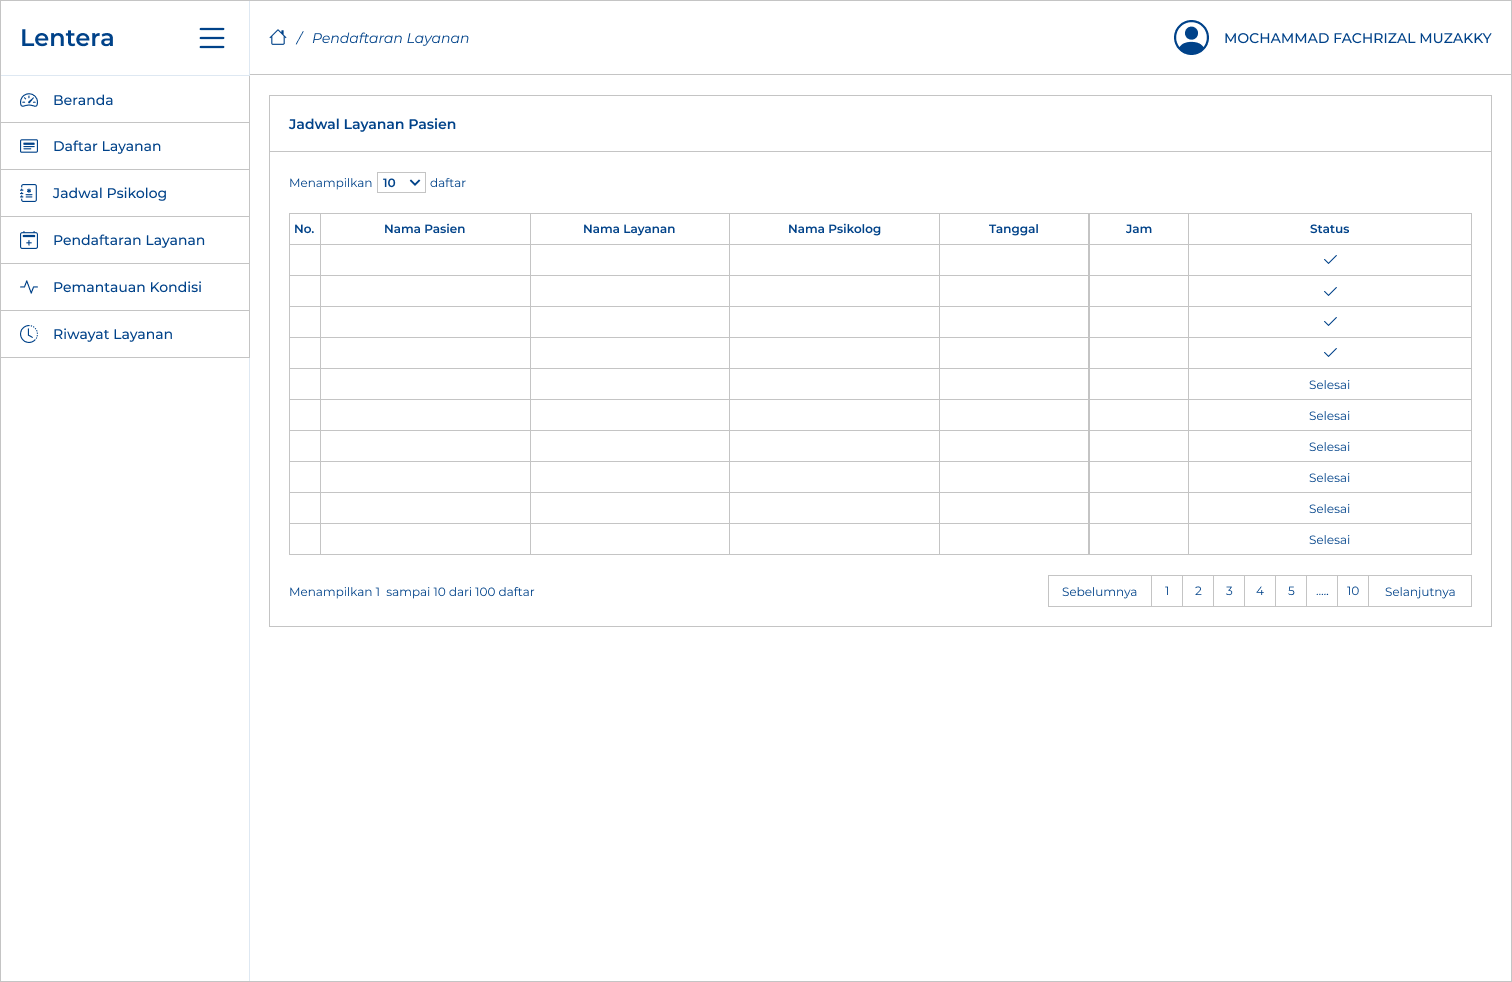 Lentera
/ Pendaftaran Layanan
MOCHAMMAD FACHRIZAL MUZAKKY
Beranda
Daftar Layanan
Jadwal Psikolog
Pendaftaran Layanan
Pemantauan Kondisi
Riwayat Layanan
Jadwal Layanan Pasien
Menampilkan 10 daftar
No. Nama Pasien Nama Layanan Nama Psikolog Tanggal Jam Status
Selesai
Selesai
Selesai
Selesai
Selesai
Selesai
Menampilkan 1 sampai 10 dari 100 daftar
Sebelumnya 1 2 3 4 5 ..... 10 Selanjutnya